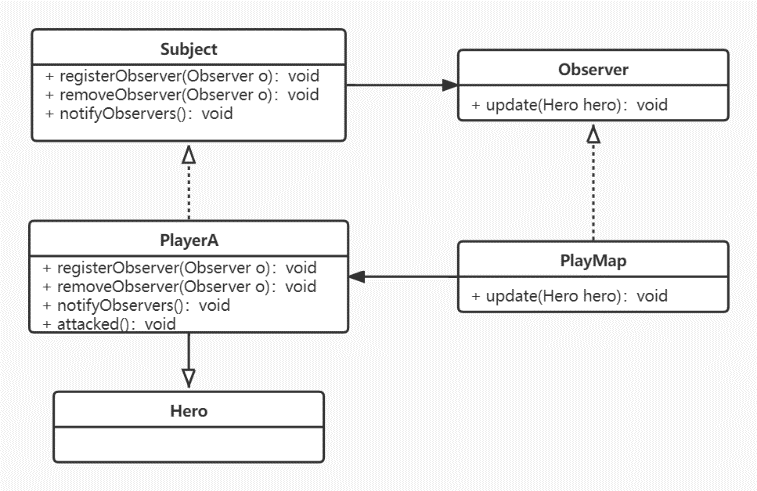 Subject
+ registerObserver(Observer o)：void
+ removeObserver(Observer o)：void
+ notifyObservers()：void
Observer
+ update(Hero hero)：void
PlayerA
+ registerObserver(Observer o)：void
+ removeObserver(Observer o)：void
+ notifyObservers()：void
+ attacked()：void
PlayMap
+ update(Hero hero)：void
Hero